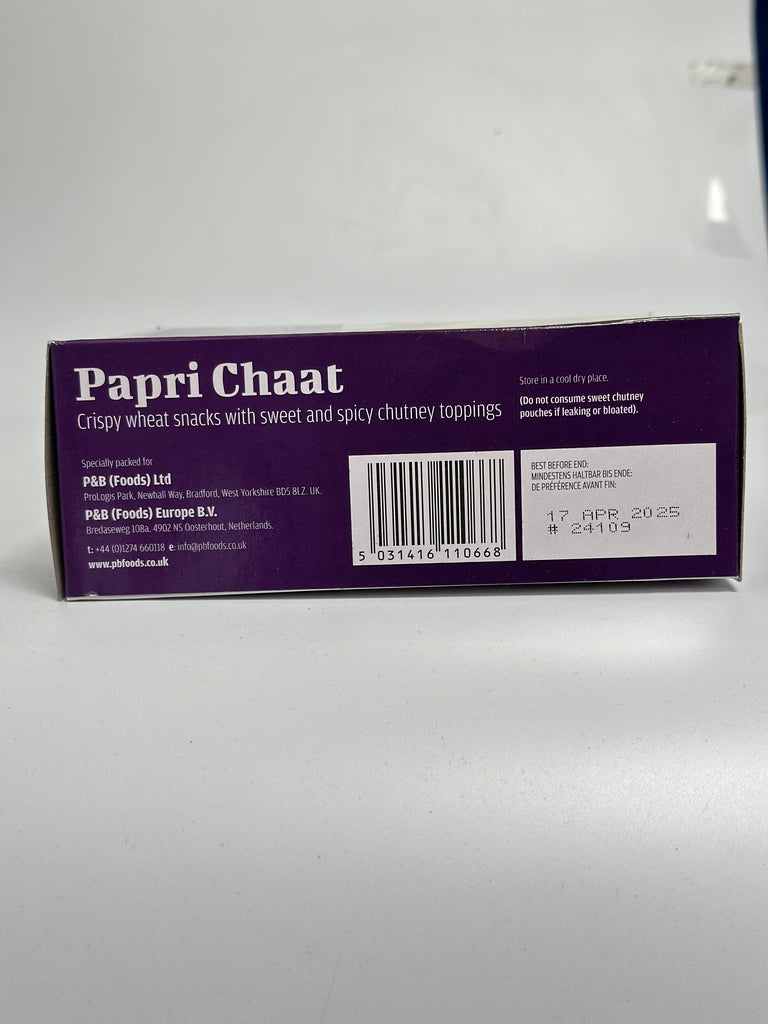 Papri Chaat
Crispy wheat snacks with sweet and spicy chutney toppings
Specially packed for
P&B (Foods) Ltd
ProLogis Park, Newhall Way, Bradford, West Yorkshire BD5 8LZ. UK.
P&B (Foods) Europe B.V.
Bredaseweg 108a, 4902 NS Oosterhout, Netherlands.
t: +44 (0)1274 660118 e: info@pbfoods.co.uk
www.pbfoods.co.uk
5 031416 110668
Store in a cool dry place.
(Do not consume sweet chutney
pouches if leaking or bloated).
BEST BEFORE END:
MINDESTENS HALTBAR BIS ENDE:
DE PRÉFÉRENCE AVANT FIN:
17 APR 2025
# 24109